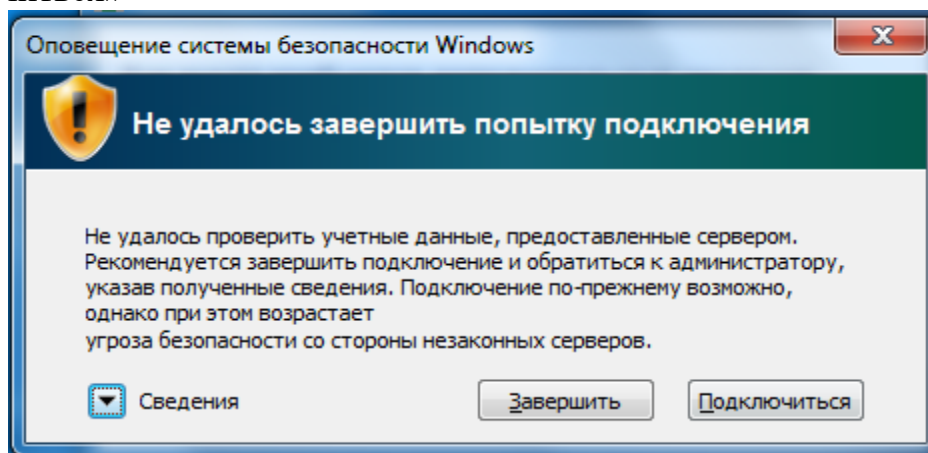 Оповещение системы безопасности Windows
Не удалось завершить попытку подключения
Не удалось проверить учетные данные, предоставленные сервером.
Рекомендуется завершить подключение и обратиться к администратору,
указав полученные сведения. Подключение по-прежнему возможно,
однако при этом возрастает
угроза безопасности со стороны незаконных серверов.
Сведения
Завершить
Подключиться